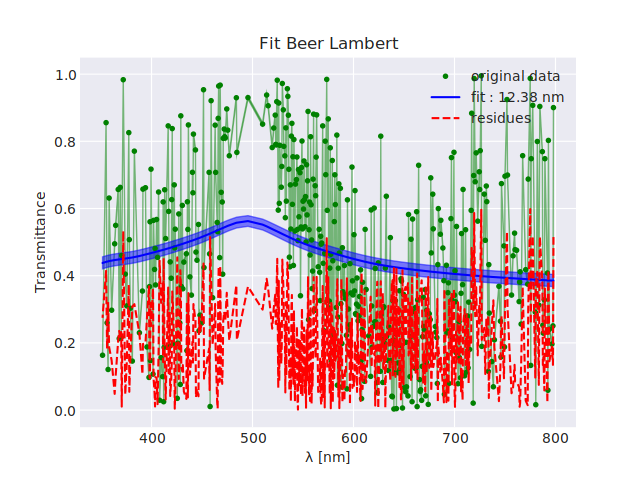 Fit Beer Lambert
1.0
0.8
0.6
0.4
0.2
0.0
Transmittance
400
500
600
700
800
λ [nm]
original data
fit : 12.38 nm
residues